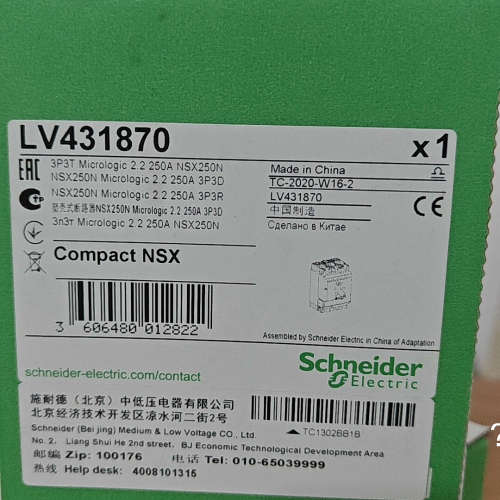 LV431870
x1
EAC
3P3T Micrologic 2.2 250A NSX250N
NSX250N Micrologic 2.2 250A 3P3D
NSX250N Micrologic 2.2 250A 3P3R
塑壳式断路器NSX250N Micrologic 2.2 250A 3P3D
3п3т Micrologic 2.2 250A NSX250N
Made in China
TC-2020-W16-2
LV431870
中国制造
Сделано в Китае
CE
Compact NSX
3 606480 012822
Assembled by Schneider Electric in China of Adaptation
schneider-electric.com/contact
Schneider
Electric
施耐德（北京）中低压电器有限公司
北京经济技术开发区凉水河二街2号
Schneider (Bei jing) Medium & Low Voltage CO., Ltd
No. 2, Liang Shui He 2nd street, BJ Economic Technological Development Area
邮编 Zip: 100176 电话 Tel: 010-65039999
热线 Help desk: 4008101315
TC1302BB1B
?